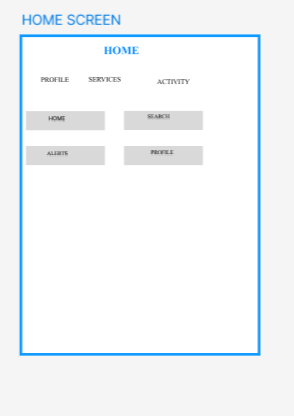 HOME SCREEN
HOME
PROFILE SERVICES ACTIVITY
HOME SEARCH
ALERTS PROFILE